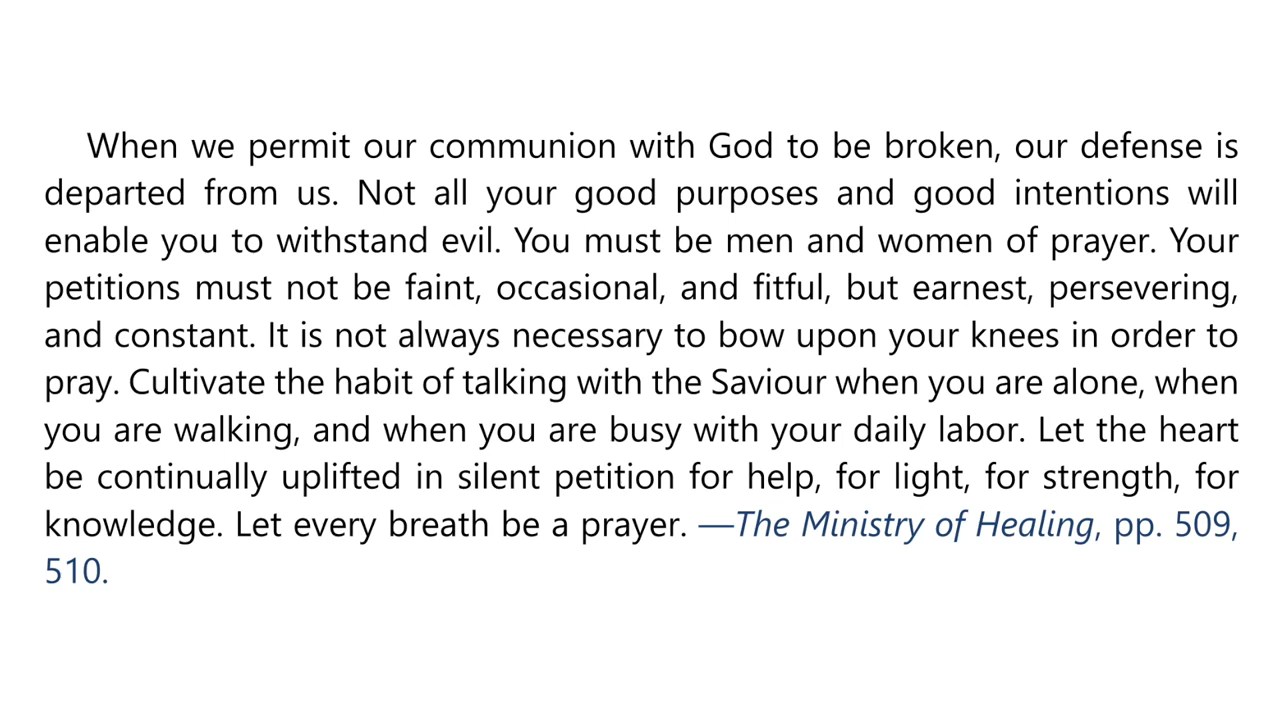 When we permit our communion with God to be broken, our defense is
departed from us. Not all your good purposes and good intentions will
enable you to withstand evil. You must be men and women of prayer. Your
petitions must not be faint, occasional, and fitful, but earnest, persevering,
and constant. It is not always necessary to bow upon your knees in order to
pray. Cultivate the habit of talking with the Saviour when you are alone, when
you are walking, and when you are busy with your daily labor. Let the heart
be continually uplifted in silent petition for help, for light, for strength, for
knowledge. Let every breath be a prayer. —The Ministry of Healing, pp. 509,
510.